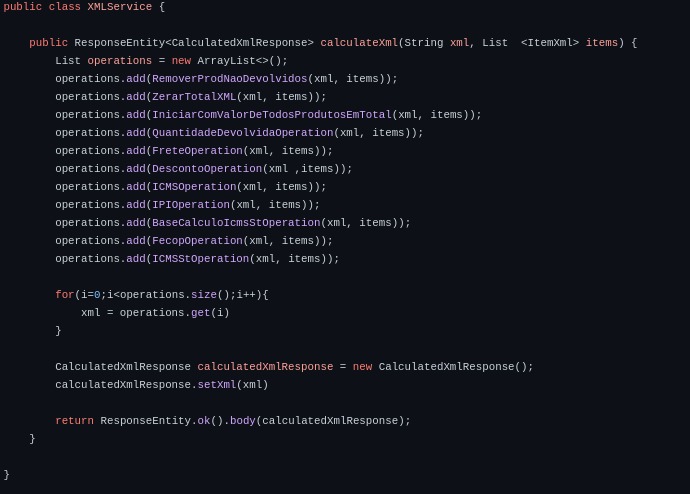 public class XMLService {
public ResponseEntity<CalculatedXmlResponse> calculateXml(String xml, List  <ItemXml> items) {
List operations = new ArrayList<>();
operations.add(RemoverProdNaoDevolvidos(xml, items));
operations.add(ZerarTotalXML(xml, items));
operations.add(IniciarComValorDeTodosProdutosEmTotal(xml, items));
operations.add(QuantidadeDevolvidaOperation(xml, items));
operations.add(FreteOperation(xml, items));
operations.add(DescontoOperation(xml ,items));
operations.add(ICMSOperation(xml, items));
operations.add(IPIOperation(xml, items));
operations.add(BaseCalculoIcmsStOperation(xml, items));
operations.add(FecopOperation(xml, items));
operations.add(ICMSStOperation(xml, items));
for(i=0;i<operations.size();i++){
xml = operations.get(i)
}
CalculatedXmlResponse calculatedXmlResponse = new CalculatedXmlResponse();
calculatedXmlResponse.setXml(xml)
return ResponseEntity.ok().body(calculatedXmlResponse);
}
}